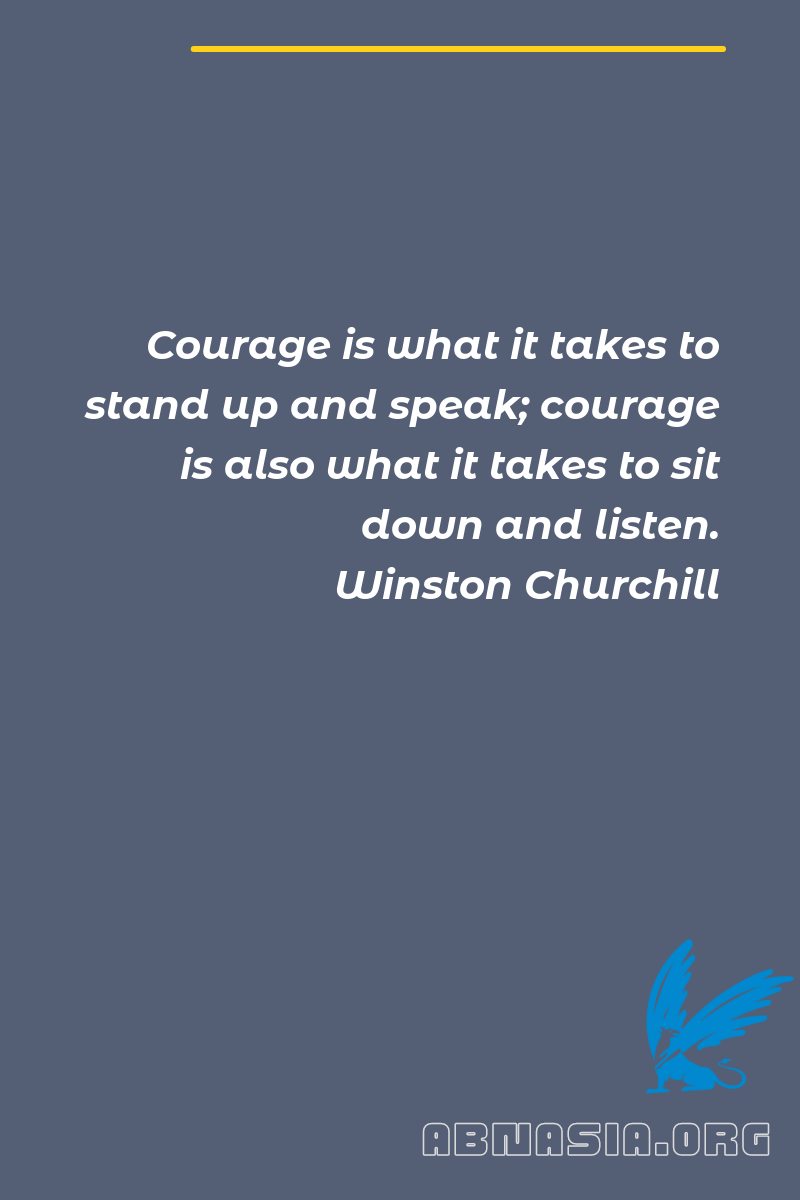 Courage is what it takes to
stand up and speak; courage
is also what it takes to sit
down and listen.
Winston Churchill
ABNASIA.ORG